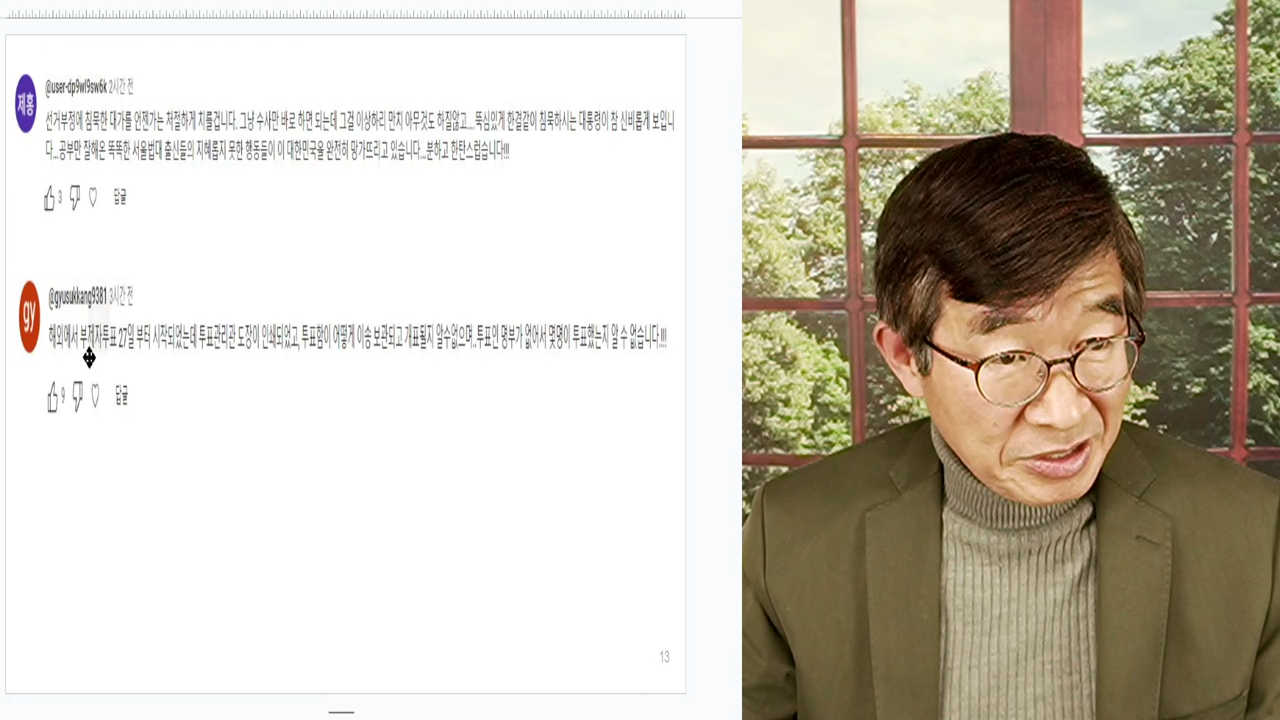 제홍
@user-dp9wl9sw6k 2시간 전
선거부정에 침묵한 대가를 언젠가는 처절하게 치를겁니다. 그냥 수사만 바로 하면 되는데 그걸 이상하리 만치 아무것도 하질않고.... 뚝심있게 한결같이 침묵하시는 대통령이 참 신비롭게 보입니
다... 공부만 잘해온 똑똑한 서울법대 출신들의 지혜롭지 못한 행동들이 이 대한민국을 완전히 망가뜨리고 있습니다...분하고 한탄스럽습니다!!!
3 답글
gy
@gyusukkang9381 3시간 전
해외에서 부재자투표 27일 부터 시작되었는데 투표관리관 도장이 인쇄되었고, 투표함이 어떻게 이송 보관되고 개표될지 알수없으며, 투표인 명부가 없어서 몇명이 투표했는지 알 수 없습니다!!!
9 답글
13